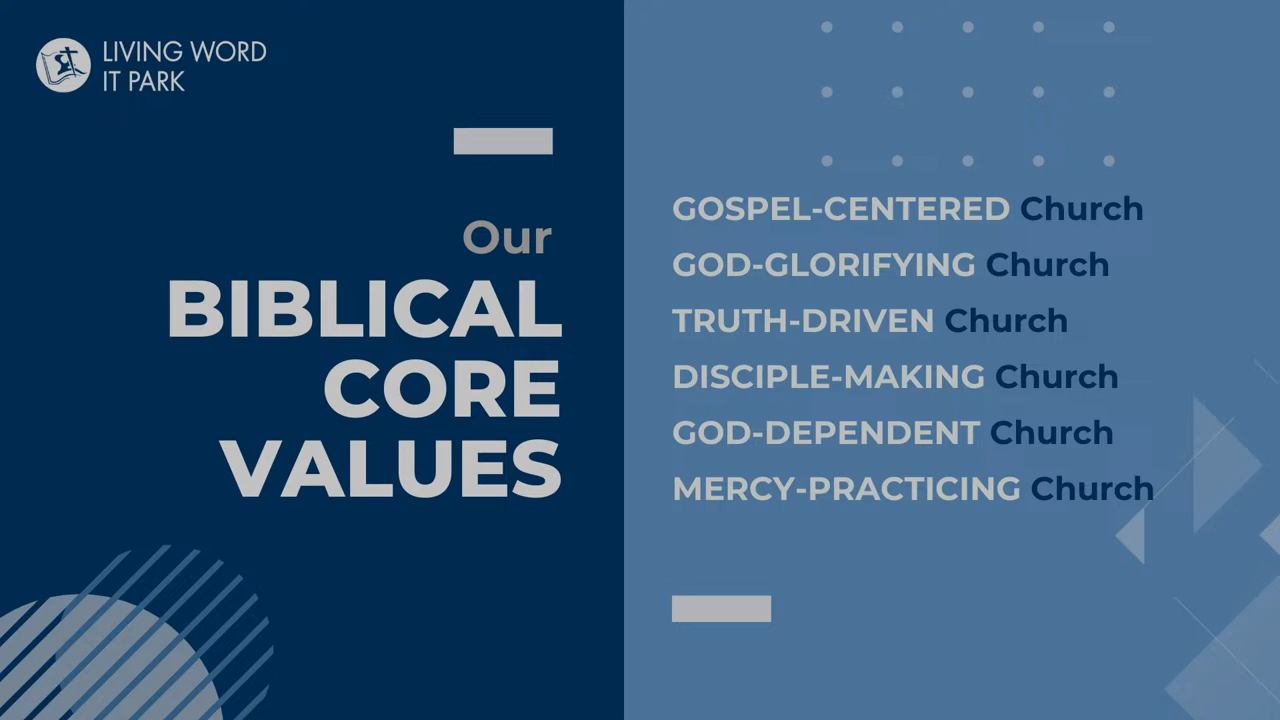 LIVING WORD
IT PARK
Our
BIBLICAL
CORE
VALUES
GOSPEL-CENTERED Church
GOD-GLORIFYING Church
TRUTH-DRIVEN Church
DISCIPLE-MAKING Church
GOD-DEPENDENT Church
MERCY-PRACTICING Church